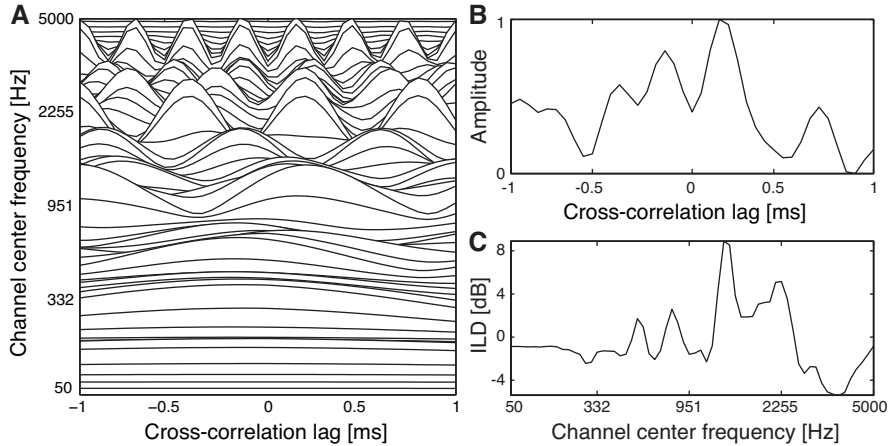 A
5000
2255
951
332
50
Channel center frequency [Hz]
−1
−0.5
0
0.5
1
Cross-correlation lag [ms]
B
1
0
Amplitude
-1
-0.5
0
0.5
1
Cross-correlation lag [ms]
C
8
4
0
-4
ILD [dB]
50
332
951
2255
5000
Channel center frequency [Hz]